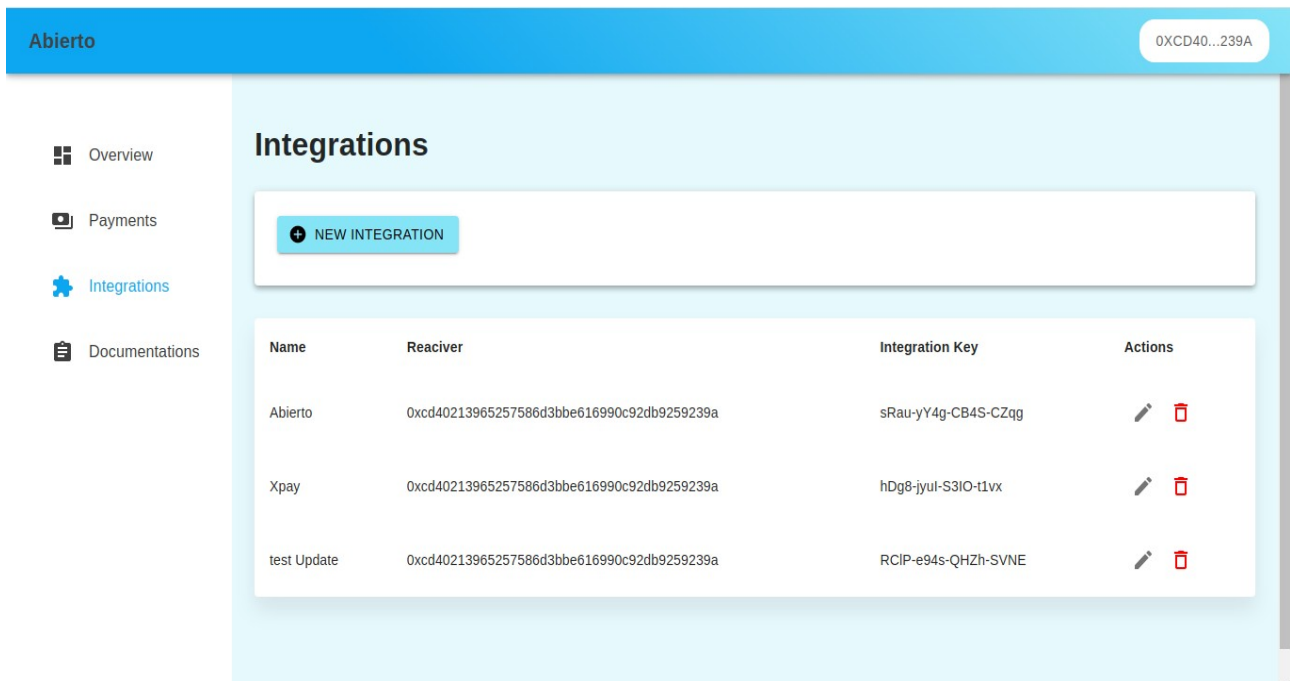 Abierto
0XCD40...239A
Overview
Payments
Integrations
Documentations
Integrations
NEW INTEGRATION
Name Reaciver Integration Key Actions
Abierto 0xcd40213965257586d3bbe616990c92db9259239a sRau-yY4g-CB4S-CZqg
Xpay 0xcd40213965257586d3bbe616990c92db9259239a hDg8-jyuI-S3IO-t1vx
test Update 0xcd40213965257586d3bbe616990c92db9259239a RClP-e94s-QHZh-SVNE